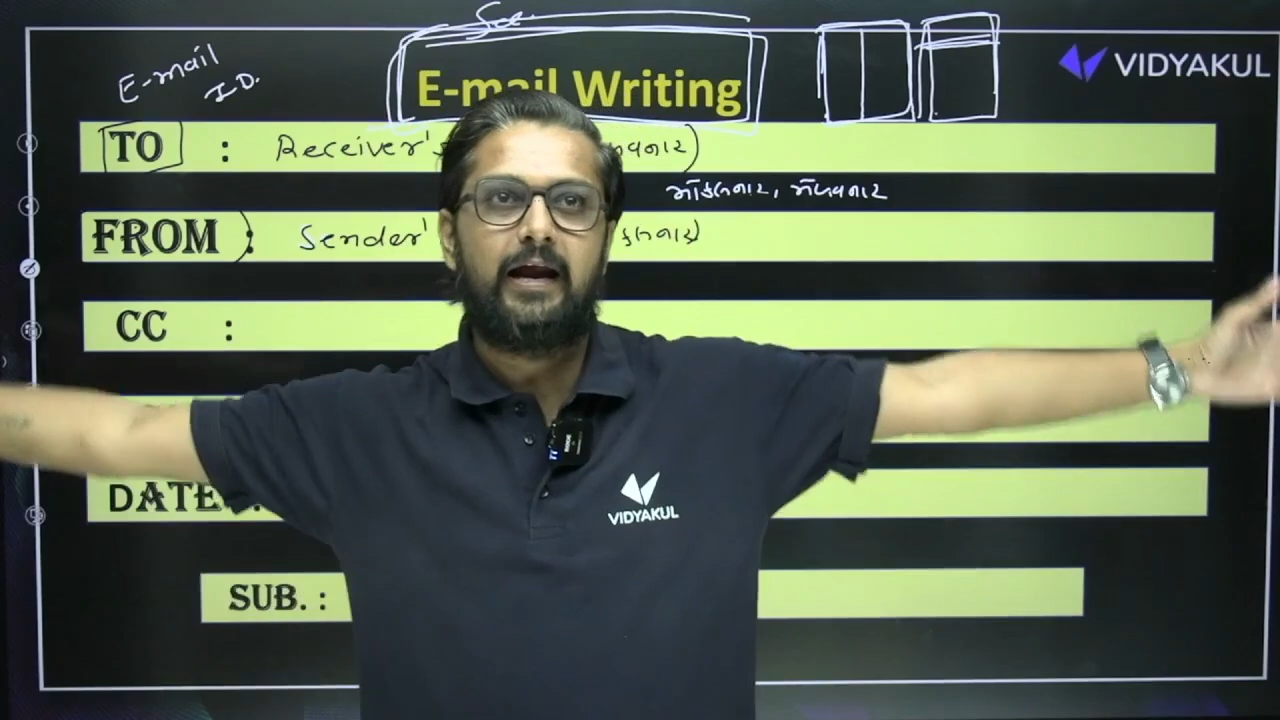 E-mail Writing
VIDYAKUL
E-mail
I.D.
TO : Receiver's
મોકલનાર, મેળવનાર
FROM : Sender'
CC :
DATE
SUB. :
VIDYAKUL